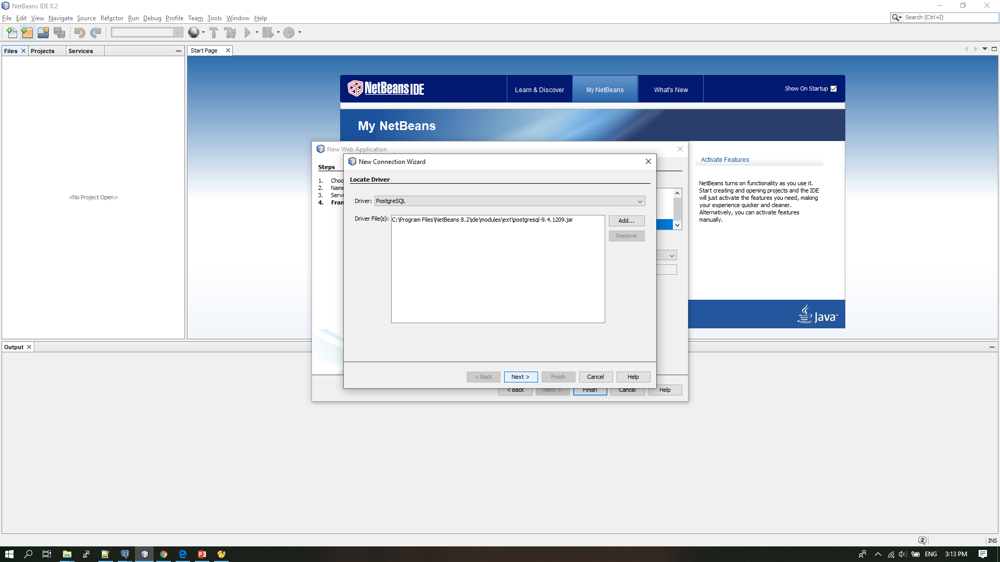 NetBeans IDE 8.2
File Edit View Navigate Source Refactor Run Debug Profile Team Tools Window Help
Search (Ctrl+I)
Files Projects Services
Start Page
<No Project Open>
NetBeans IDE
Learn & Discover
My NetBeans
What's New
Show On Startup
My NetBeans
Activate Features
NetBeans turns on functionality as you use it.
Start creating and opening projects and the IDE
will just activate the features you need, making
your experience quicker and cleaner.
Alternatively, you can activate features
manually.
Java
New Web Application
Steps
1. Choo
2. Name
3. Serve
4. Fram
New Connection Wizard
Locate Driver
Driver: PostgreSQL
Driver File(s): C:\Program Files\NetBeans 8.2\ide\modules\ext\postgresql-9.4.1209.jar
Add...
Remove
< Back Next > Finish Cancel Help
< Back Next > Finish Cancel Help
Output
2
INS
ENG 3:13 PM